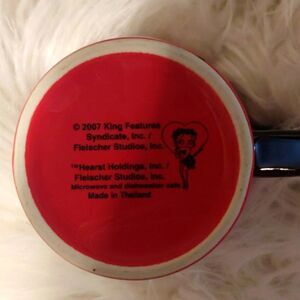 © 2007 King Features
Syndicate, Inc. /
Fleischer Studios, Inc.
™Hearst Holdings, Inc. /
Fleischer Studios, Inc.
Microwave and dishwasher safe
Made in Thailand